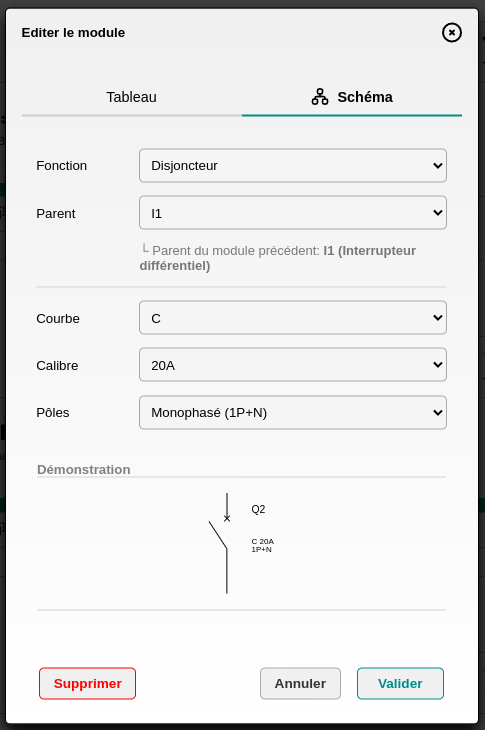 Editer le module
Tableau
Schéma
Fonction
Disjoncteur
Parent
I1
└ Parent du module précédent: I1 (Interrupteur
différentiel)
Courbe
C
Calibre
20A
Pôles
Monophasé (1P+N)
Démonstration
Q2
C 20A
1P+N
Supprimer
Annuler
Valider